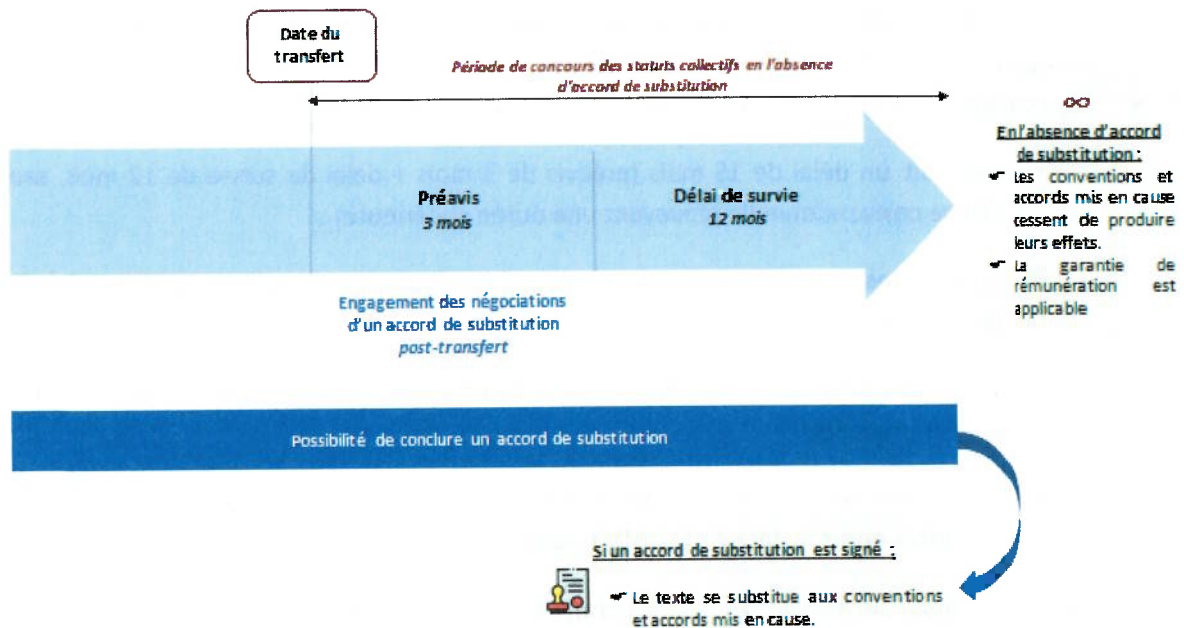 Date du
transfert
Période de concours des statuts collectifs en l'absence
d'accord de substitution
Préavis
3 mois
Délai de survie
12 mois
En l'absence d'accord
de substitution :
Les conventions et
accords mis en cause
cessent de produire
leurs effets.
La garantie de
rémunération est
applicable
Engagement des négociations
d'un accord de substitution
post-transfert
Possibilité de conclure un accord de substitution
Si un accord de substitution est signé :
Le texte se substitue aux conventions
et accords mis en cause.